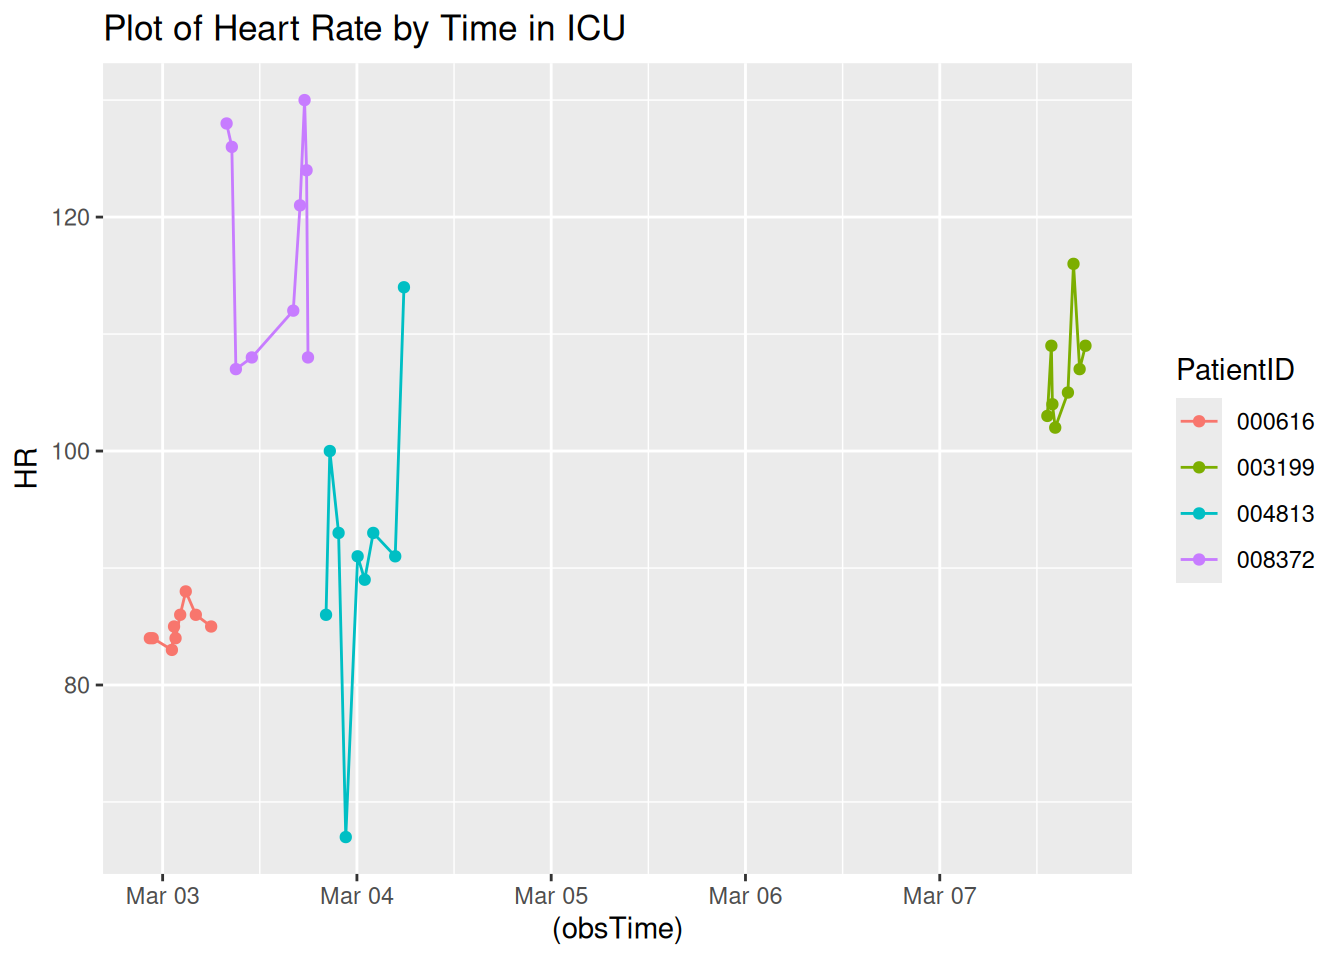 Plot of Heart Rate by Time in ICU
HR
120
100
80
Mar 03
Mar 04
Mar 05
Mar 06
Mar 07
(obsTime)
PatientID
000616
003199
004813
008372